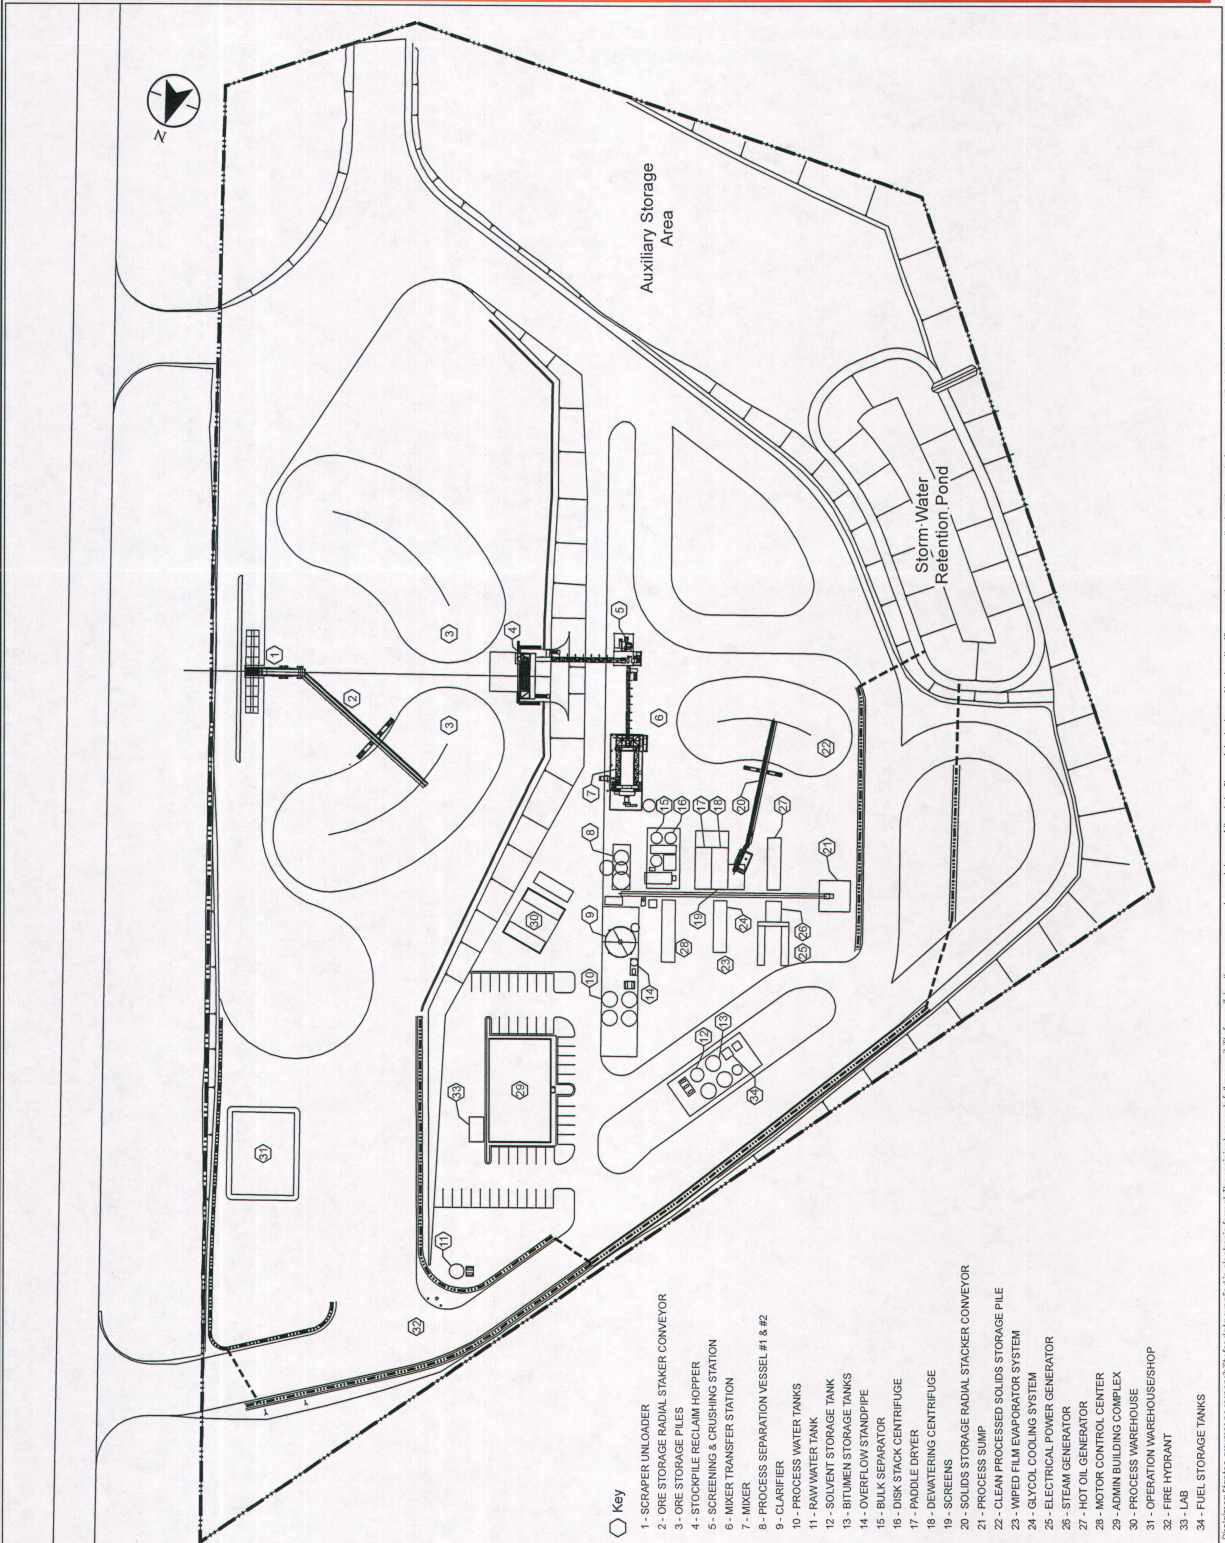 N
Auxiliary Storage
Area
Storm Water
Retention Pond
1
2
3
3
4
5
6
7
8
9
10
11
12
13
14
15
16
17
18
19
20
21
22
23
24
25
26
27
28
29
30
31
32
33
34
Key
1 - SCRAPER UNLOADER
2 - ORE STORAGE RADIAL STAKER CONVEYOR
3 - ORE STORAGE PILES
4 - STOCKPILE RECLAIM HOPPER
5 - SCREENING & CRUSHING STATION
6 - MIXER TRANSFER STATION
7 - MIXER
8 - PROCESS SEPARATION VESSEL #1 & #2
9 - CLARIFIER
10 - PROCESS WATER TANKS
11 - RAW WATER TANK
12 - SOLVENT STORAGE TANK
13 - BITUMEN STORAGE TANKS
14 - OVERFLOW STANDPIPE
15 - BULK SEPARATOR
16 - DISK STACK CENTRIFUGE
17 - PADDLE DRYER
18 - DEWATERING CENTRIFUGE
19 - SCREENS
20 - SOLIDS STORAGE RADIAL STACKER CONVEYOR
21 - PROCESS SUMP
22 - CLEAN PROCESSED SOLIDS STORAGE PILE
23 - WIPED FILM EVAPORATOR SYSTEM
24 - GLYCOL COOLING SYSTEM
25 - ELECTRICAL POWER GENERATOR
26 - STEAM GENERATOR
27 - HOT OIL GENERATOR
28 - MOTOR CONTROL CENTER
29 - ADMIN BUILDING COMPLEX
30 - PROCESS WAREHOUSE
31 - OPERATION WAREHOUSE/SHOP
32 - FIRE HYDRANT
33 - LAB
34 - FUEL STORAGE TANKS